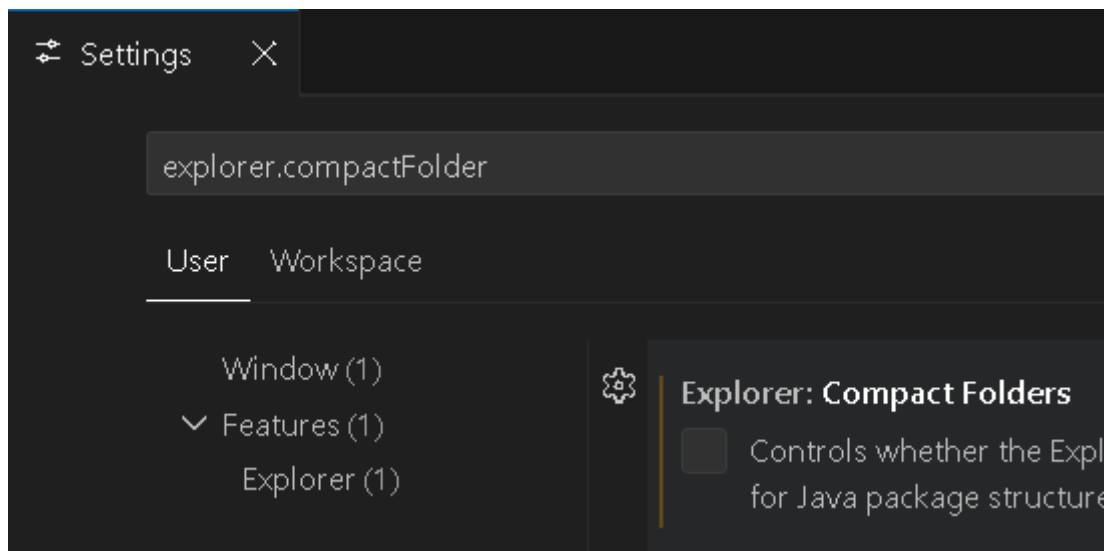 Settings
explorer.compactFolder
User Workspace
Window (1)
Features (1)
Explorer (1)
Explorer: Compact Folders
Controls whether the Expl
for Java package structure